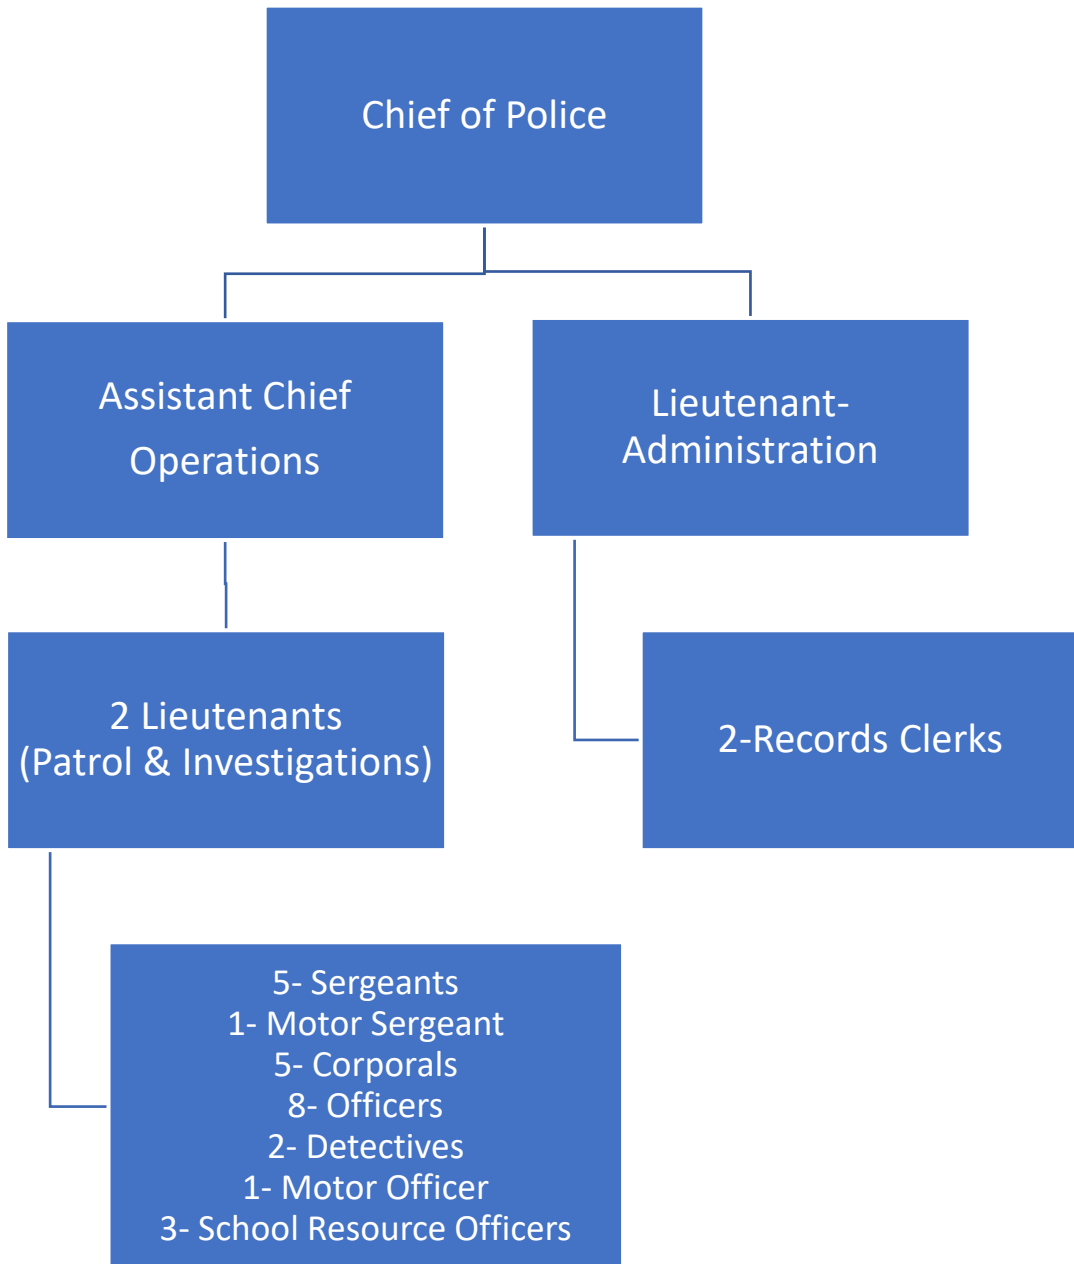 Chief of Police
Assistant Chief
Operations
Lieutenant-
Administration
2 Lieutenants
(Patrol & Investigations)
2-Records Clerks
5- Sergeants
1- Motor Sergeant
5- Corporals
8- Officers
2- Detectives
1- Motor Officer
3- School Resource Officers